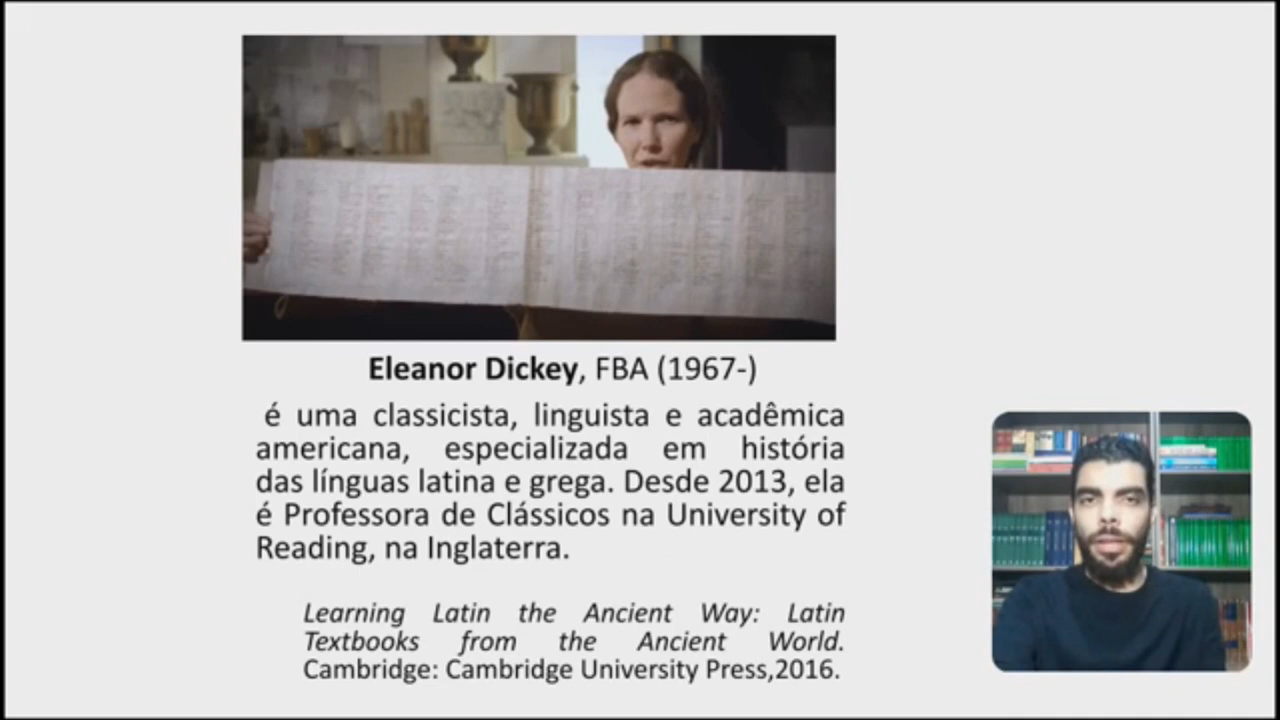 Eleanor Dickey, FBA (1967-)
é uma classicista, linguista e acadêmica
americana, especializada em história
das línguas latina e grega. Desde 2013, ela
é Professora de Clássicos na University of
Reading, na Inglaterra.
Learning Latin the Ancient Way: Latin
Textbooks from the Ancient World.
Cambridge: Cambridge University Press,2016.